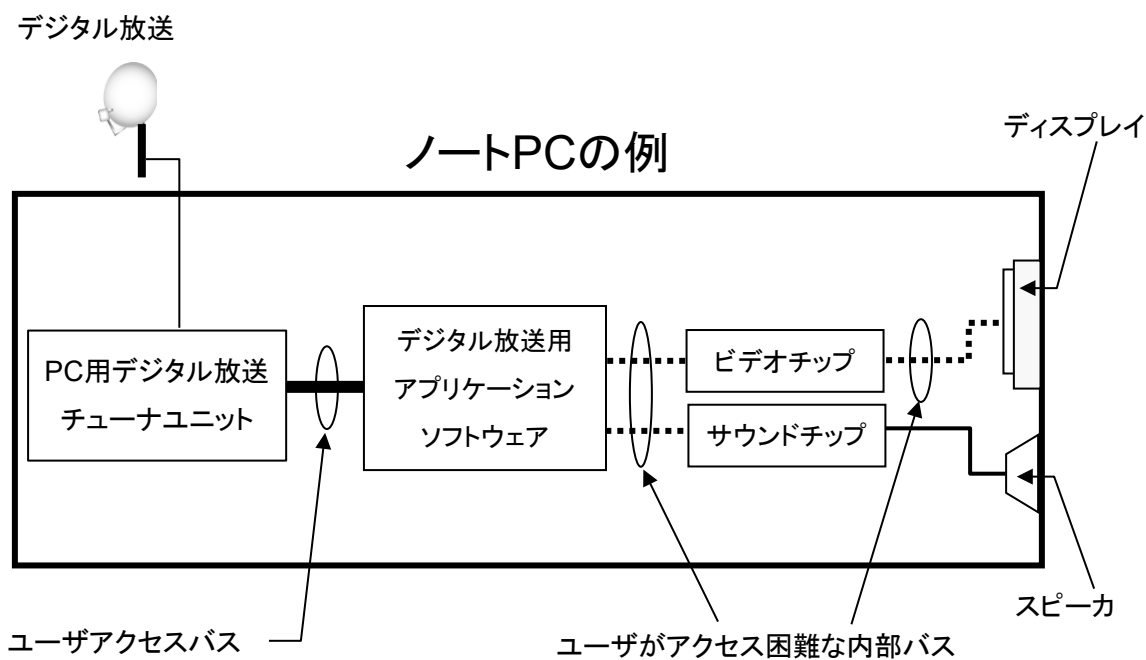 デジタル放送
ノートPCの例
ディスプレイ
PC用デジタル放送
チューナユニット
デジタル放送用
アプリケーション
ソフトウェア
ビデオチップ
サウンドチップ
スピーカ
ユーザアクセスバス
ユーザがアクセス困難な内部バス